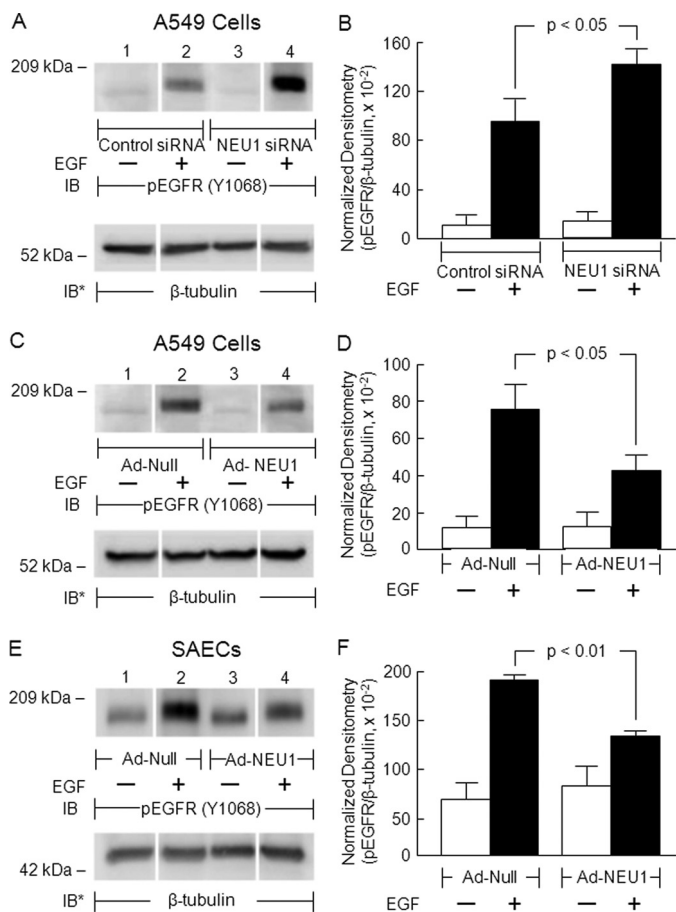 A
A549 Cells
1 2 3 4
209 kDa –
Control siRNA NEU1 siRNA
EGF — + — +
IB pEGFR (Y1068)
52 kDa –
IB* β-tubulin
B
p < 0.05
Normalized Densitometry
(pEGFR/β-tubulin, x 10-2)
160
120
80
40
0
Control siRNA NEU1 siRNA
EGF — + — +
C
A549 Cells
1 2 3 4
209 kDa –
Ad-Null Ad- NEU1
EGF — + — +
IB pEGFR (Y1068)
52 kDa –
IB* β-tubulin
D
p < 0.05
Normalized Densitometry
(pEGFR/β-tubulin, x 10-2)
100
80
60
40
20
0
Ad-Null Ad-NEU1
EGF — + — +
E
SAECs
1 2 3 4
209 kDa –
Ad-Null Ad-NEU1
EGF — + — +
IB pEGFR (Y1068)
42 kDa –
IB* β-tubulin
F
p < 0.01
Normalized Densitometry
(pEGFR/β-tubulin, x 10-2)
200
150
100
50
0
Ad-Null Ad-NEU1
EGF — + — +